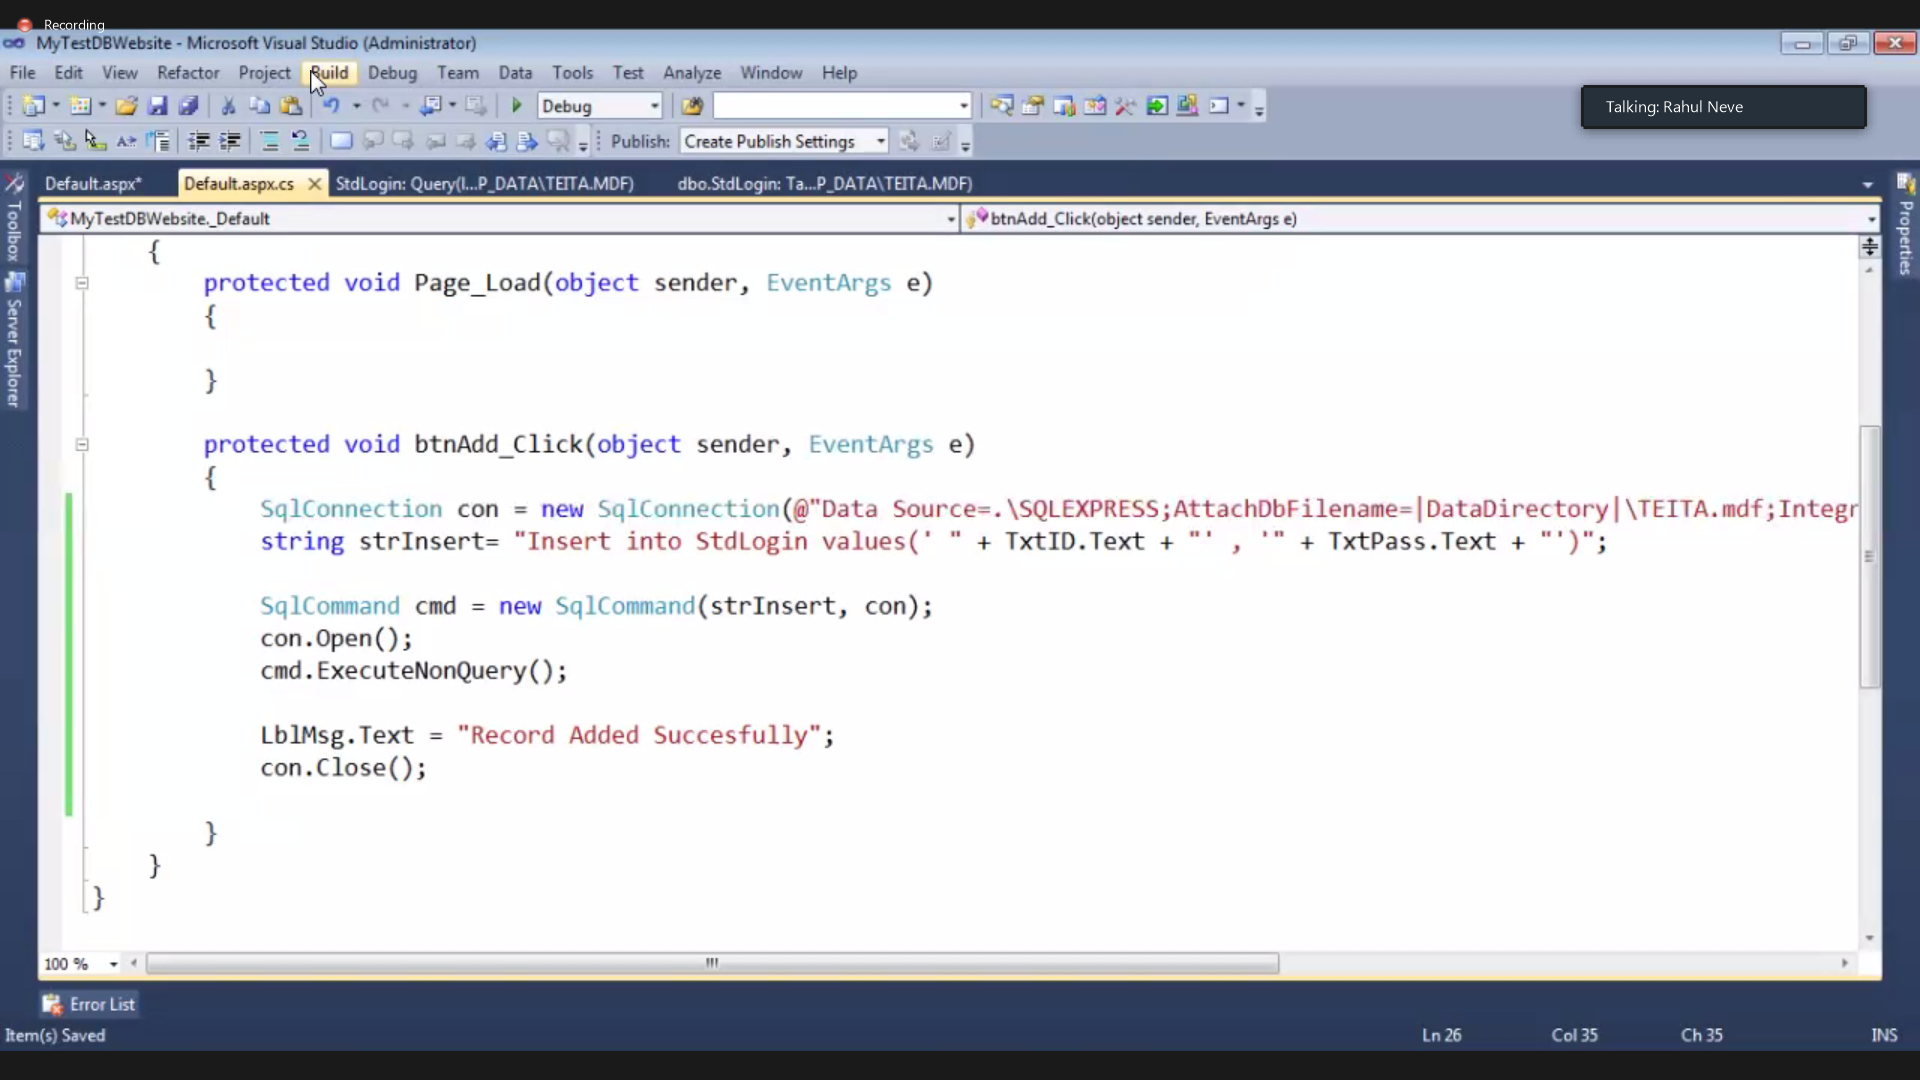 Recording
MyTestDBWebsite - Microsoft Visual Studio (Administrator)
File Edit View Refactor Project Build Debug Team Data Tools Test Analyze Window Help
Debug
Talking: Rahul Neve
Publish: Create Publish Settings
Default.aspx* Default.aspx.cs StdLogin: Query(l...P_DATA\TEITA.MDF) dbo.StdLogin: Ta...P_DATA\TEITA.MDF)
Toolbox
Server Explorer
Properties
MyTestDBWebsite._Default btnAdd_Click(object sender, EventArgs e)
{
protected void Page_Load(object sender, EventArgs e)
{
}
protected void btnAdd_Click(object sender, EventArgs e)
{
SqlConnection con = new SqlConnection(@"Data Source=.\SQLEXPRESS;AttachDbFilename=|DataDirectory|\TEITA.mdf;Integr
string strInsert= "Insert into StdLogin values(' " + TxtID.Text + "' , '" + TxtPass.Text + "')";
SqlCommand cmd = new SqlCommand(strInsert, con);
con.Open();
cmd.ExecuteNonQuery();
LblMsg.Text = "Record Added Succesfully";
con.Close();
}
}
}
100 %
Error List
Item(s) Saved Ln 26 Col 35 Ch 35 INS